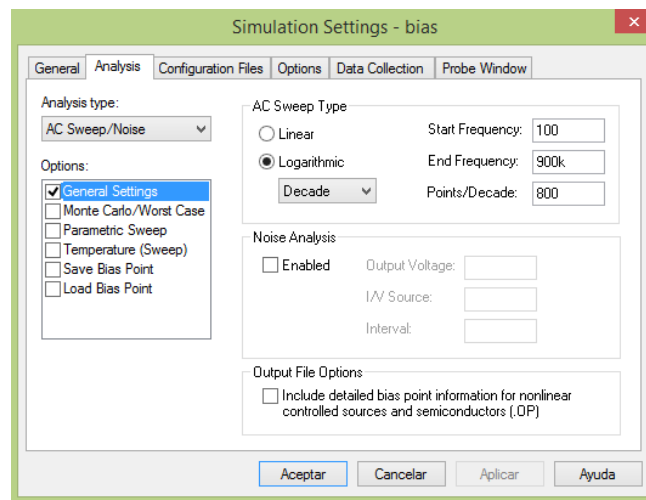 Simulation Settings - bias
General
Analysis
Configuration Files
Options
Data Collection
Probe Window
Analysis type:
AC Sweep/Noise
Options:
General Settings
Monte Carlo/Worst Case
Parametric Sweep
Temperature (Sweep)
Save Bias Point
Load Bias Point
AC Sweep Type
Linear
Logarithmic
Decade
Start Frequency: 100
End Frequency: 900k
Points/Decade: 800
Noise Analysis
Enabled
Output Voltage:
I/V Source:
Interval:
Output File Options
Include detailed bias point information for nonlinear
controlled sources and semiconductors (.OP)
Aceptar
Cancelar
Aplicar
Ayuda